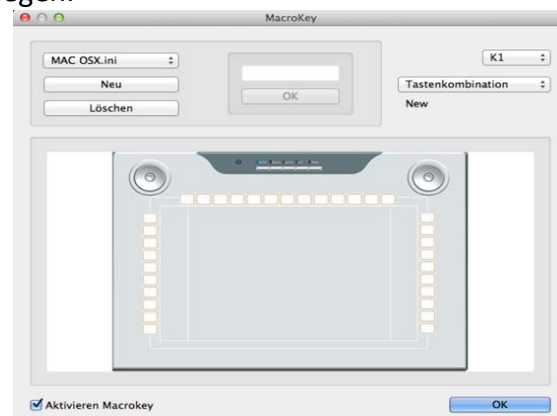 MacroKey
MAC OSX.ini
Neu
Löschen
OK
K1
Tastenkombination
New
Aktivieren Macrokey
OK